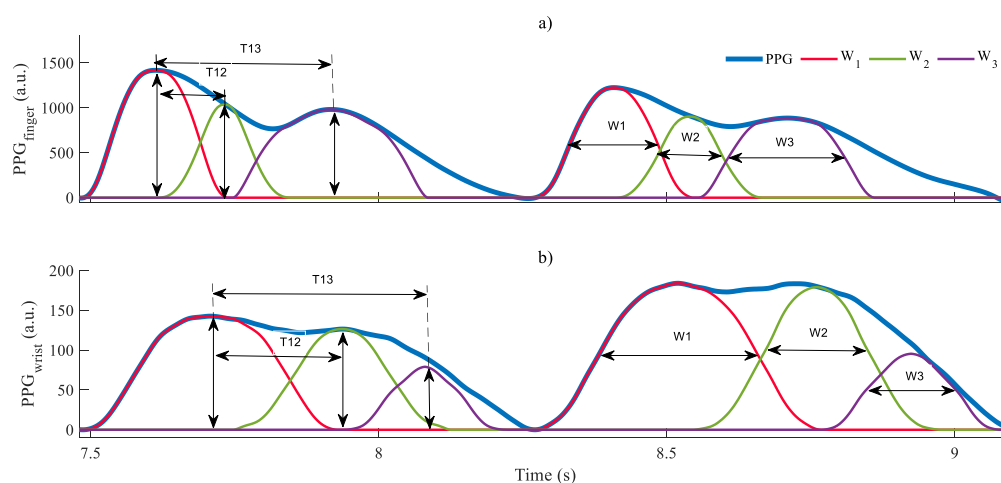 a)
PPG W1 W2 W3
T13
T12
W1
W2
W3
1500
1000
500
0
PPGfinger (a.u.)
b)
T13
T12
W1
W2
W3
200
150
100
50
0
PPGwrist (a.u.)
7.5 8 8.5 9
Time (s)